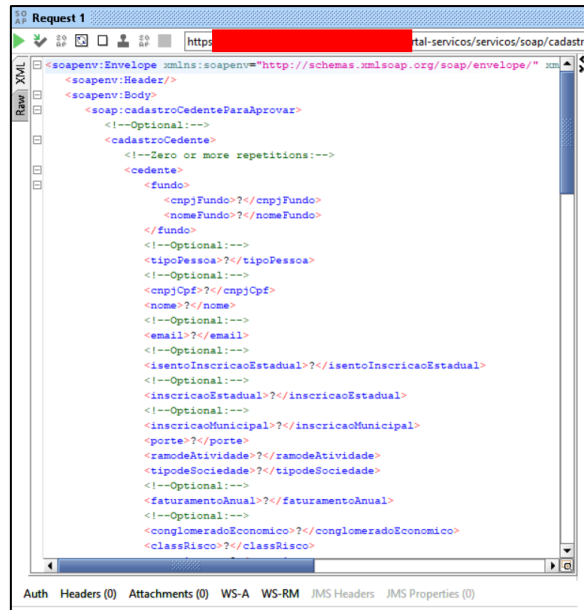 SO AP Request 1
https rtal-servicos/servicos/soap/cadastr
XML
Raw
<soapenv:Envelope xmlns:soapenv="http://schemas.xmlsoap.org/soap/envelope/" xm
<soapenv:Header/>
<soapenv:Body>
<soap:cadastroCedenteParaAprovar>
<!--Optional:-->
<cadastroCedente>
<!--Zero or more repetitions:-->
<cedente>
<fundo>
<cnpjFundo>?</cnpjFundo>
<nomeFundo>?</nomeFundo>
</fundo>
<!--Optional:-->
<tipoPessoa>?</tipoPessoa>
<!--Optional:-->
<cnpjCpf>?</cnpjCpf>
<nome>?</nome>
<!--Optional:-->
<email>?</email>
<!--Optional:-->
<isentoInscricaoEstadual>?</isentoInscricaoEstadual>
<!--Optional:-->
<inscricaoEstadual>?</inscricaoEstadual>
<!--Optional:-->
<inscricaoMunicipal>?</inscricaoMunicipal>
<porte>?</porte>
<ramodeAtividade>?</ramodeAtividade>
<tipodeSociedade>?</tipodeSociedade>
<!--Optional:-->
<faturamentoAnual>?</faturamentoAnual>
<!--Optional:-->
<conglomeradoEconomico>?</conglomeradoEconomico>
<classRisco>?</classRisco>
Auth Headers (0) Attachments (0) WS-A WS-RM JMS Headers JMS Properties (0)